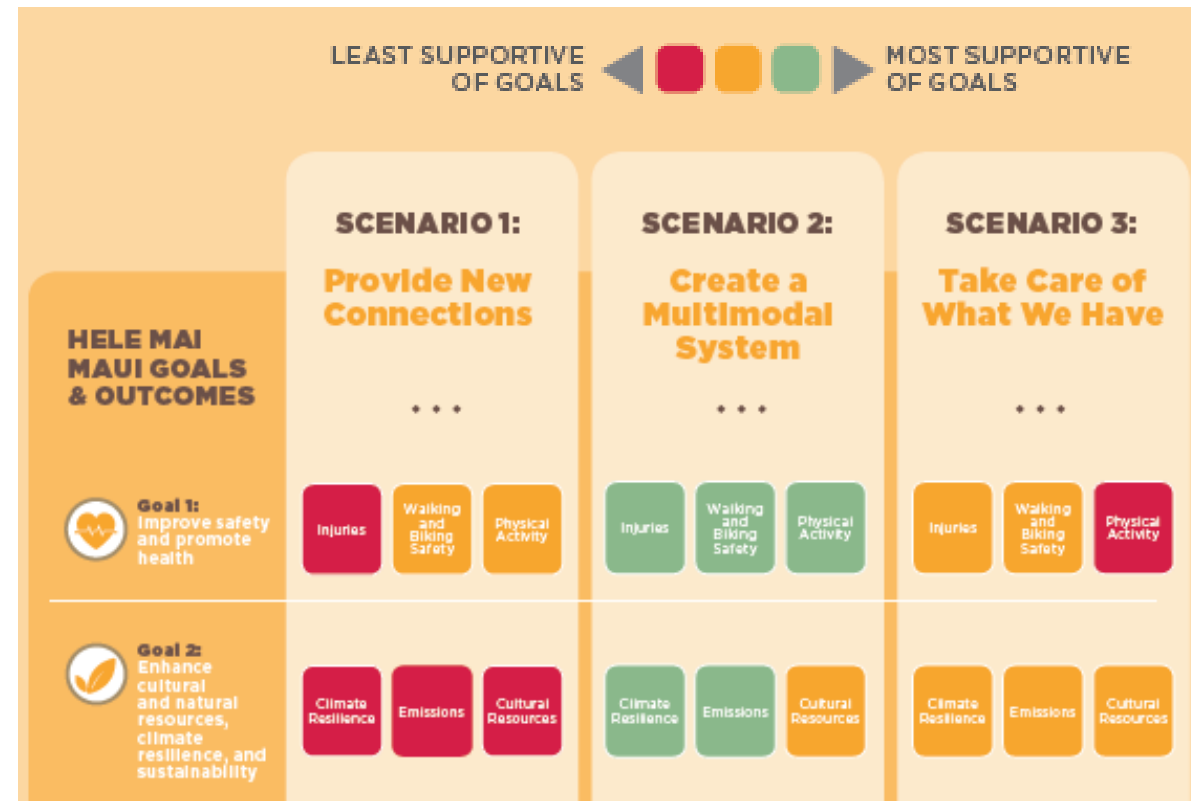 LEAST SUPPORTIVE
OF GOALS
MOST SUPPORTIVE
OF GOALS
SCENARIO 1:
Provide New
Connections
...
SCENARIO 2:
Create a
Multimodal
System
...
SCENARIO 3:
Take Care of
What We Have
...
HELE MAI
MAUI GOALS
& OUTCOMES
Goal 1:
Improve safety
and promote
health
Injuries
Walking
and
Biking
Safety
Physical
Activity
Injuries
Walking
and
Biking
Safety
Physical
Activity
Injuries
Walking
and
Biking
Safety
Physical
Activity
Goal 2:
Enhance
cultural
and natural
resources,
climate
resilience, and
sustainability
Climate
Resilience
Emissions
Cultural
Resources
Climate
Resilience
Emissions
Cultural
Resources
Climate
Resilience
Emissions
Cultural
Resources